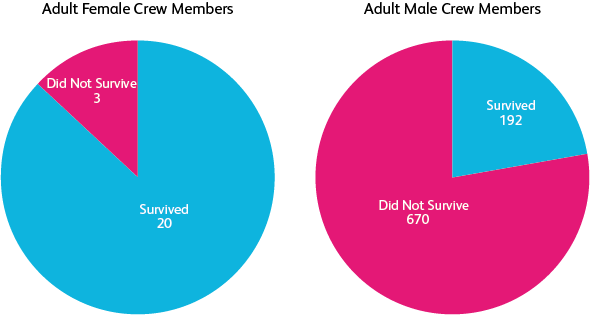 Adult Female Crew Members
Did Not Survive
3
Survived
20
Adult Male Crew Members
Survived
192
Did Not Survive
670